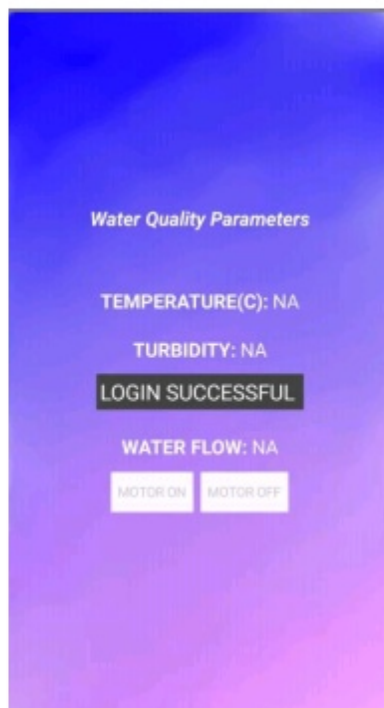 Water Quality Parameters
TEMPERATURE(C): NA
TURBIDITY: NA
LOGIN SUCCESSFUL
WATER FLOW: NA
MOTOR ON MOTOR OFF